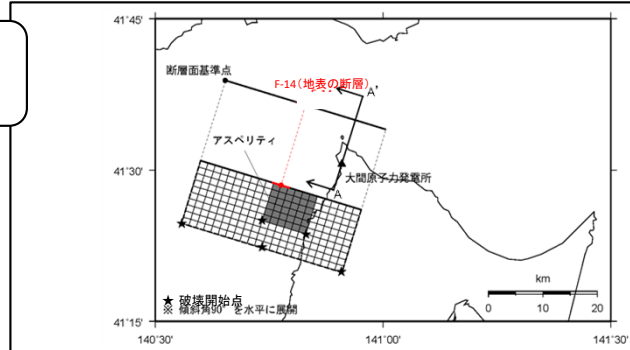 41°45'
断層面基準点
F-14(地表の断層)
A'
アスペリティ
41°30'
大間原子力発電所
A
km
★ 破壊開始点
0 10 20
※ 傾斜角90° を水平に展開
41°15'
140°30' 141°00' 141°30'